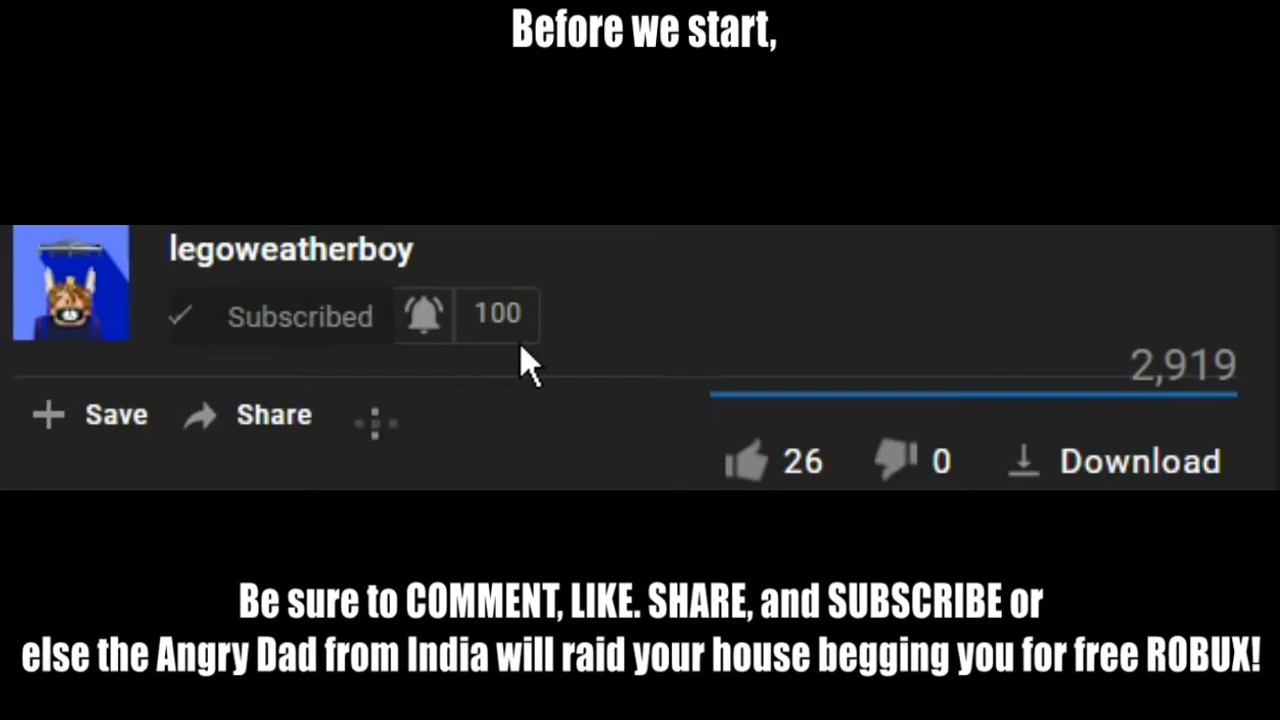 Before we start,
legoweatherboy
Subscribed 100
2,919
Save Share
26 0 Download
Be sure to COMMENT, LIKE. SHARE, and SUBSCRIBE or
else the Angry Dad from India will raid your house begging you for free ROBUX!